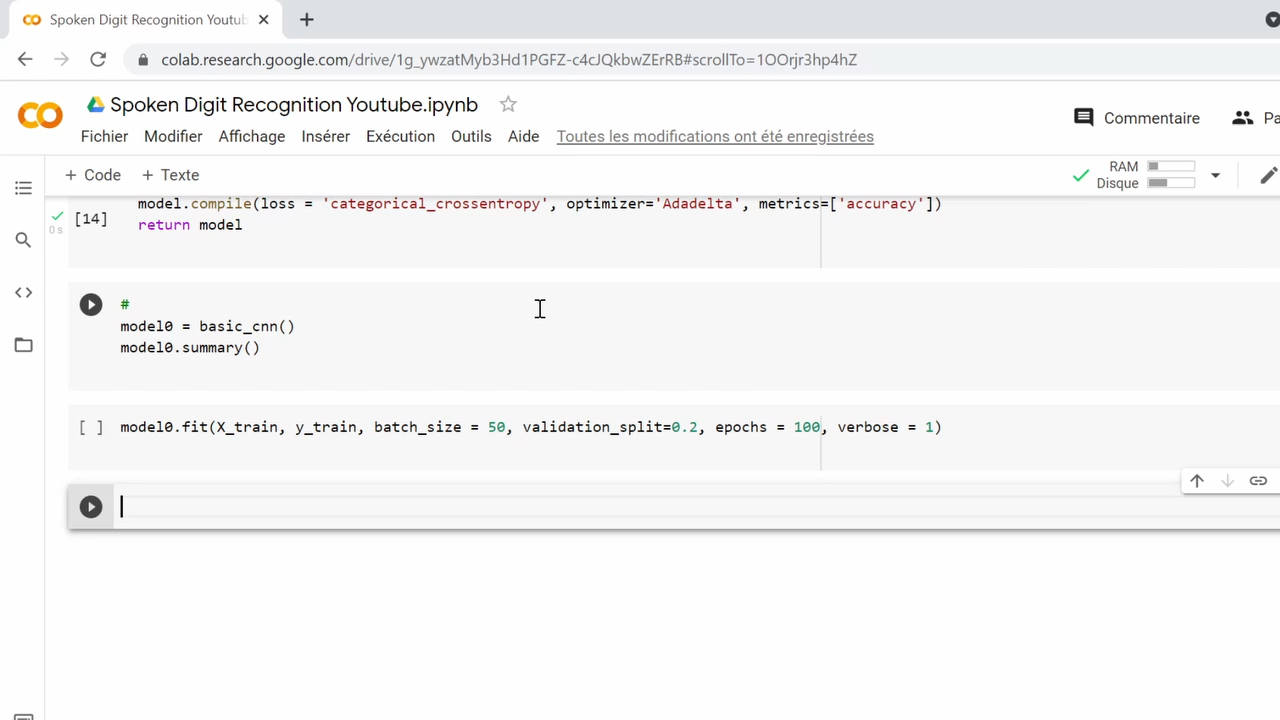 Spoken Digit Recognition Youtub
colab.research.google.com/drive/1g_ywzatMyb3Hd1PGFZ-c4cJQkbwZErRB#scrollTo=1OOrjr3hp4hZ
Spoken Digit Recognition Youtube.ipynb
Commentaire
Pa
Fichier Modifier Affichage Insérer Exécution Outils Aide Toutes les modifications ont été enregistrées
+ Code + Texte
RAM
Disque
model.compile(loss = 'categorical_crossentropy', optimizer='Adadelta', metrics=['accuracy'])
[14]
0 s
return model
#
model0 = basic_cnn()
model0.summary()
[ ] model0.fit(X_train, y_train, batch_size = 50, validation_split=0.2, epochs = 100, verbose = 1)